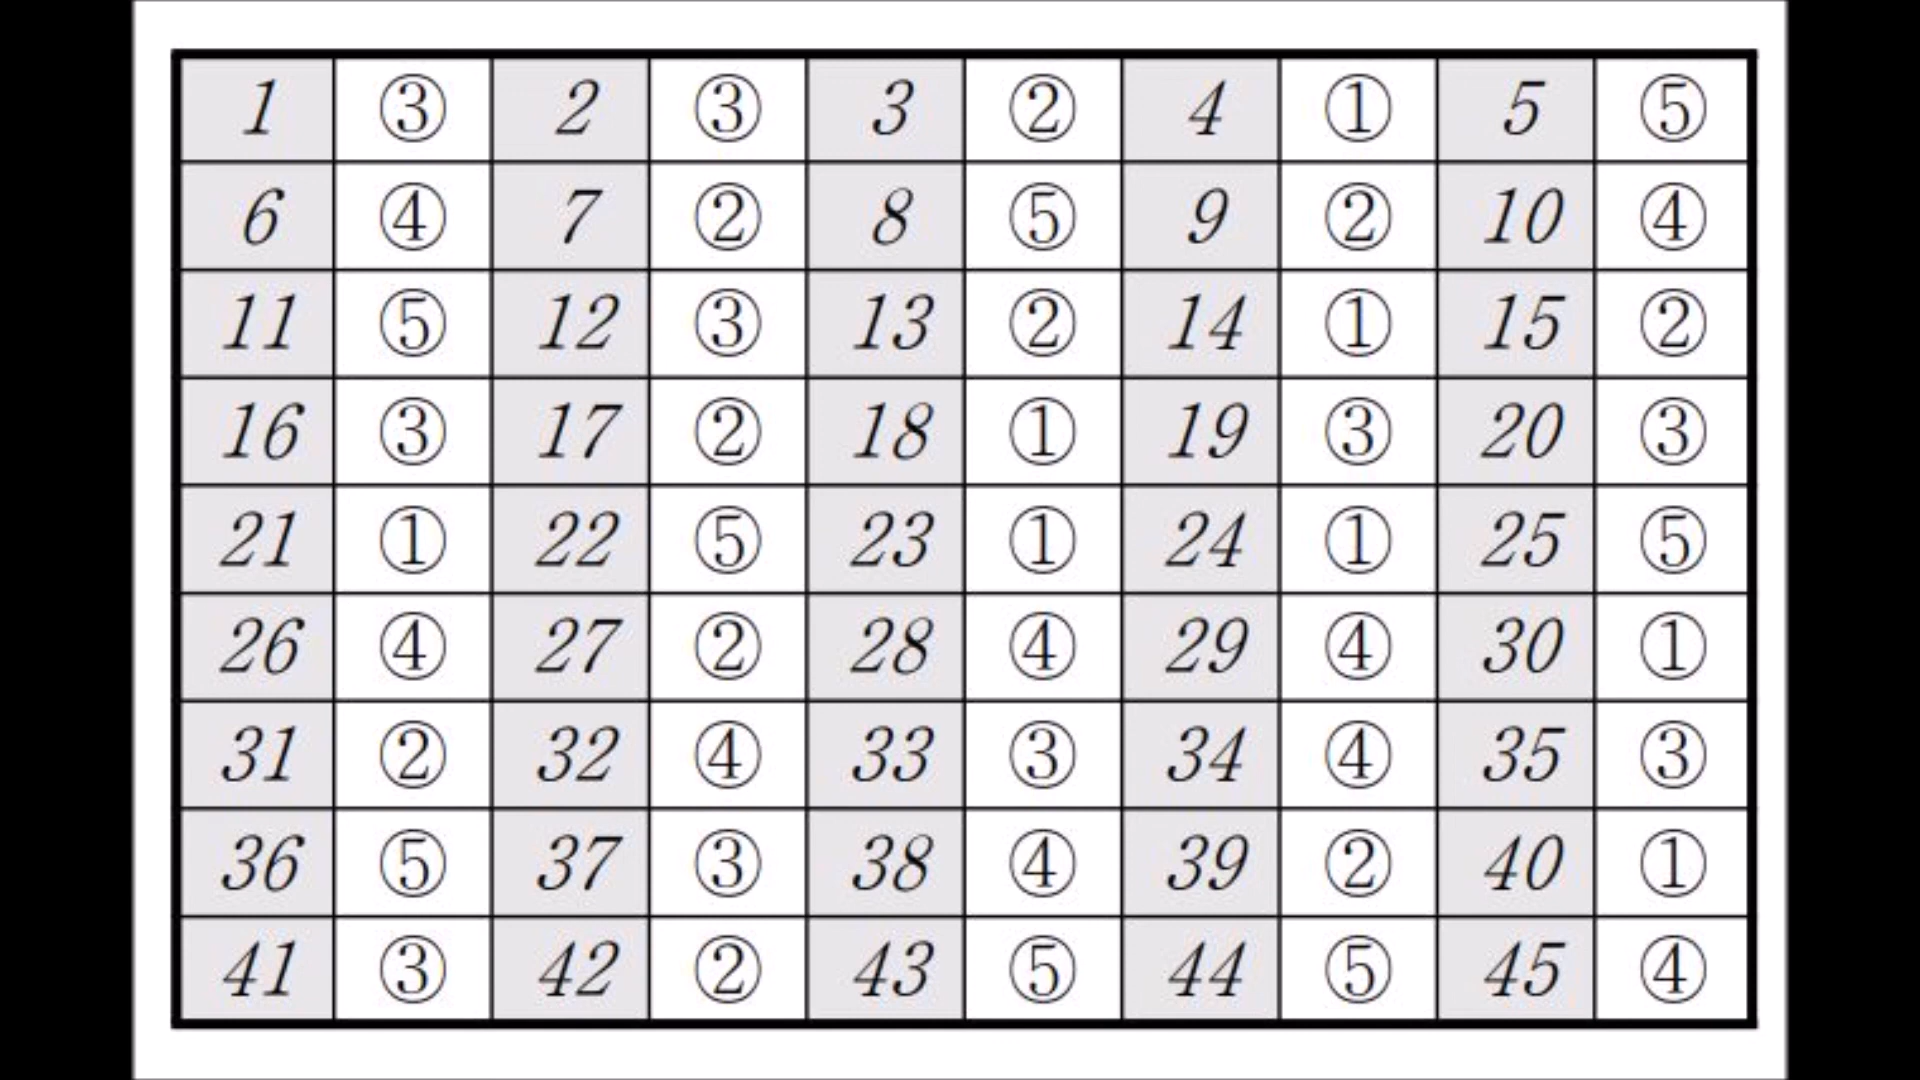 1 ③ 2 ③ 3 ② 4 ① 5 ⑤
6 ④ 7 ② 8 ⑤ 9 ② 10 ④
11 ⑤ 12 ③ 13 ② 14 ① 15 ②
16 ③ 17 ② 18 ① 19 ③ 20 ③
21 ① 22 ⑤ 23 ① 24 ① 25 ⑤
26 ④ 27 ② 28 ④ 29 ④ 30 ①
31 ② 32 ④ 33 ③ 34 ④ 35 ③
36 ⑤ 37 ③ 38 ④ 39 ② 40 ①
41 ③ 42 ② 43 ⑤ 44 ⑤ 45 ④